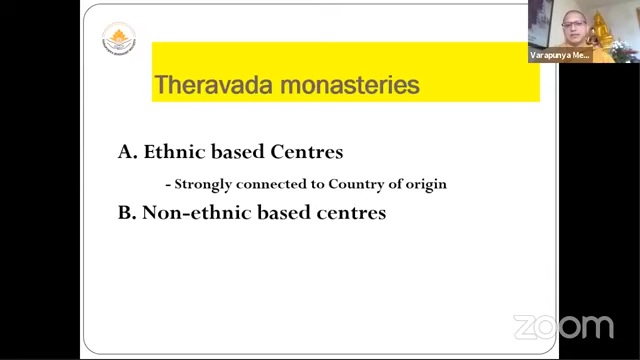 Varapunya Me...
Theravada monasteries
A. Ethnic based Centres
- Strongly connected to Country of origin
B. Non-ethnic based centres
zoom